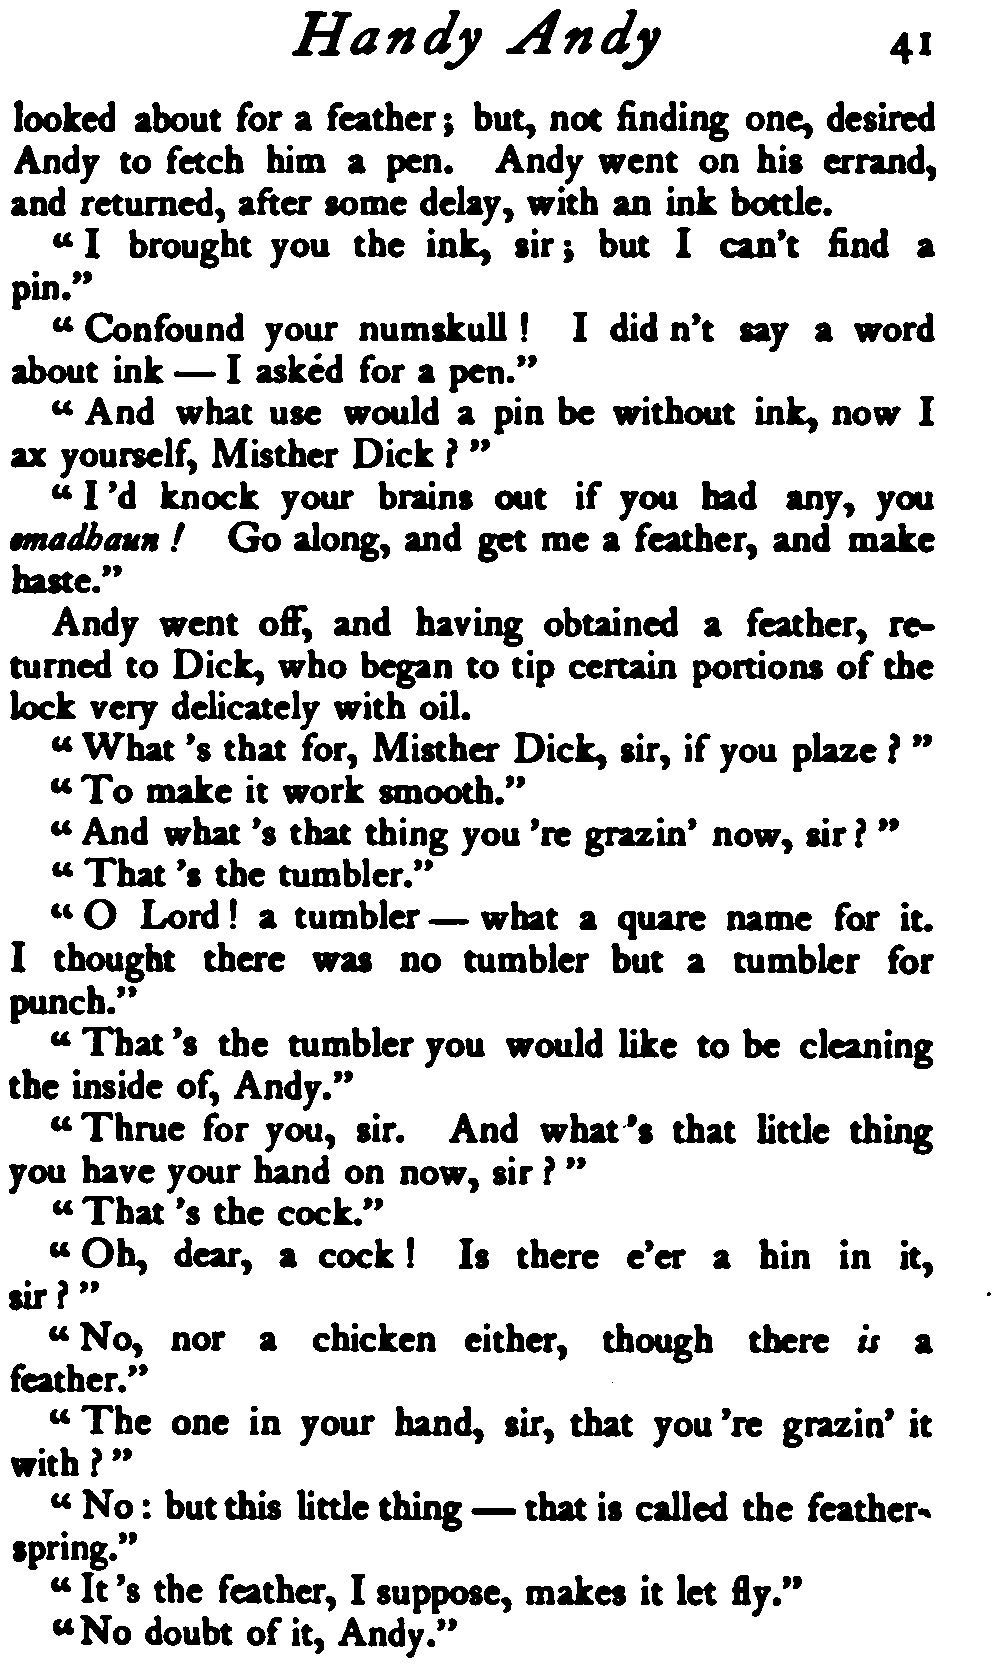 Handy Andy 41
looked about for a feather; but, not finding one, desired
Andy to fetch him a pen. Andy went on his errand,
and returned, after some delay, with an ink bottle.
“I brought you the ink, sir; but I can't find a
pin.”
“Confound your numskull! I did n't say a word
about ink — I asked for a pen.”
“And what use would a pin be without ink, now I
ax yourself, Misther Dick?”
“I 'd knock your brains out if you had any, you
omadhaun! Go along, and get me a feather, and make
haste.”
Andy went off, and having obtained a feather, re-
turned to Dick, who began to tip certain portions of the
lock very delicately with oil.
“What 's that for, Misther Dick, sir, if you plaze?”
“To make it work smooth.”
“And what 's that thing you 're grazin' now, sir?”
“That 's the tumbler.”
“O Lord! a tumbler — what a quare name for it.
I thought there was no tumbler but a tumbler for
punch.”
“That 's the tumbler you would like to be cleaning
the inside of, Andy.”
“Thrue for you, sir. And what 's that little thing
you have your hand on now, sir?”
“That 's the cock.”
“Oh, dear, a cock! Is there e'er a hin in it,
sir?”
“No, nor a chicken either, though there is a
feather.”
“The one in your hand, sir, that you 're grazin' it
with?”
“No: but this little thing — that is called the feather-
spring.”
“It 's the feather, I suppose, makes it let fly.”
“No doubt of it, Andy.”